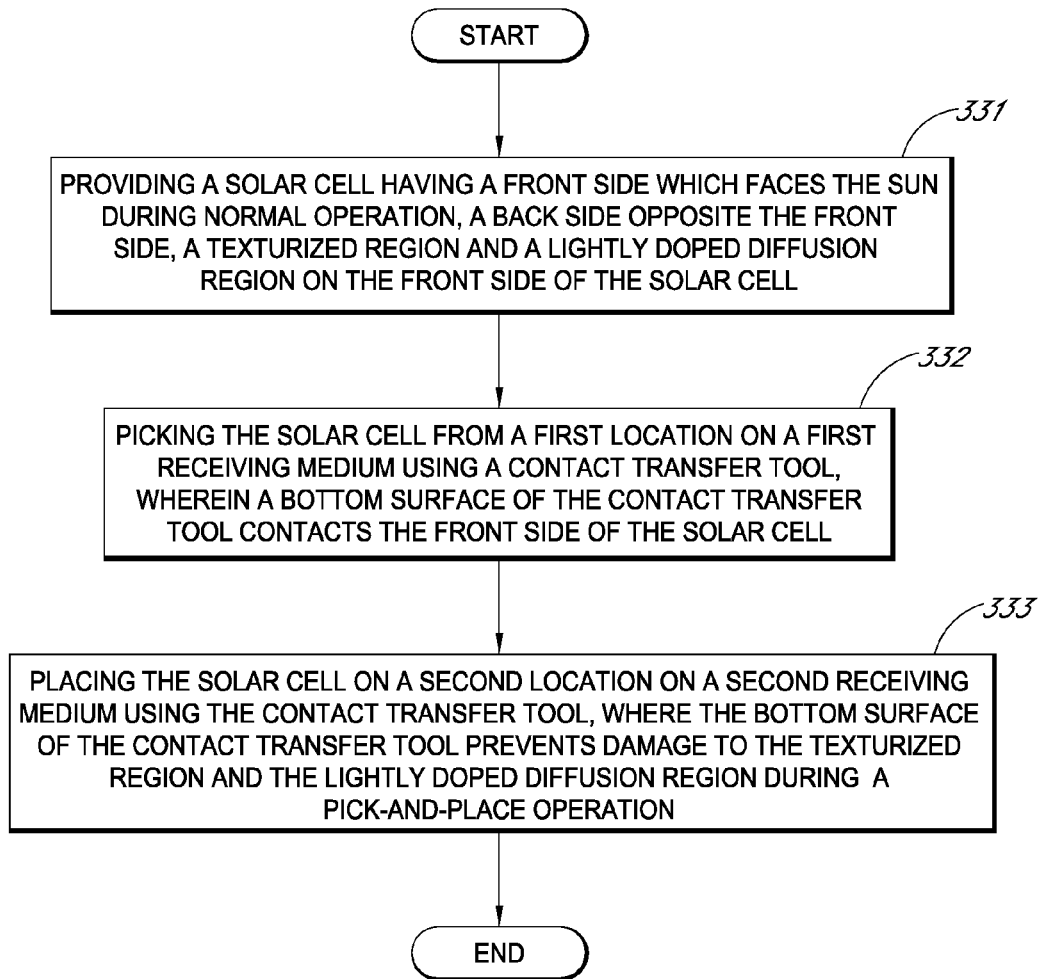 START
331
PROVIDING A SOLAR CELL HAVING A FRONT SIDE WHICH FACES THE SUN
DURING NORMAL OPERATION, A BACK SIDE OPPOSITE THE FRONT
SIDE, A TEXTURIZED REGION AND A LIGHTLY DOPED DIFFUSION
REGION ON THE FRONT SIDE OF THE SOLAR CELL
332
PICKING THE SOLAR CELL FROM A FIRST LOCATION ON A FIRST
RECEIVING MEDIUM USING A CONTACT TRANSFER TOOL,
WHEREIN A BOTTOM SURFACE OF THE CONTACT TRANSFER
TOOL CONTACTS THE FRONT SIDE OF THE SOLAR CELL
333
PLACING THE SOLAR CELL ON A SECOND LOCATION ON A SECOND RECEIVING
MEDIUM USING THE CONTACT TRANSFER TOOL, WHERE THE BOTTOM SURFACE
OF THE CONTACT TRANSFER TOOL PREVENTS DAMAGE TO THE TEXTURIZED
REGION AND THE LIGHTLY DOPED DIFFUSION REGION DURING A
PICK-AND-PLACE OPERATION
END